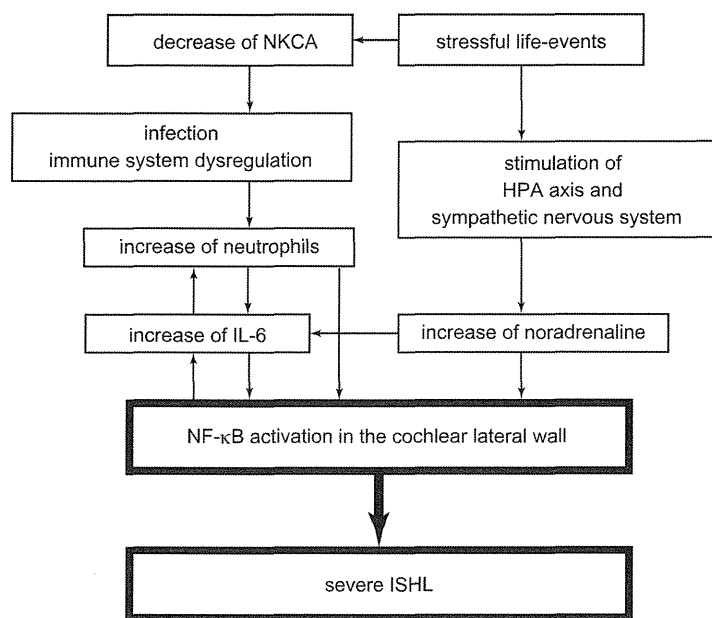 decrease of NKCA
stressful life-events
infection
immune system dysregulation
stimulation of
HPA axis and
sympathetic nervous system
increase of neutrophils
increase of IL-6
increase of noradrenaline
NF-κB activation in the cochlear lateral wall
severe ISHL